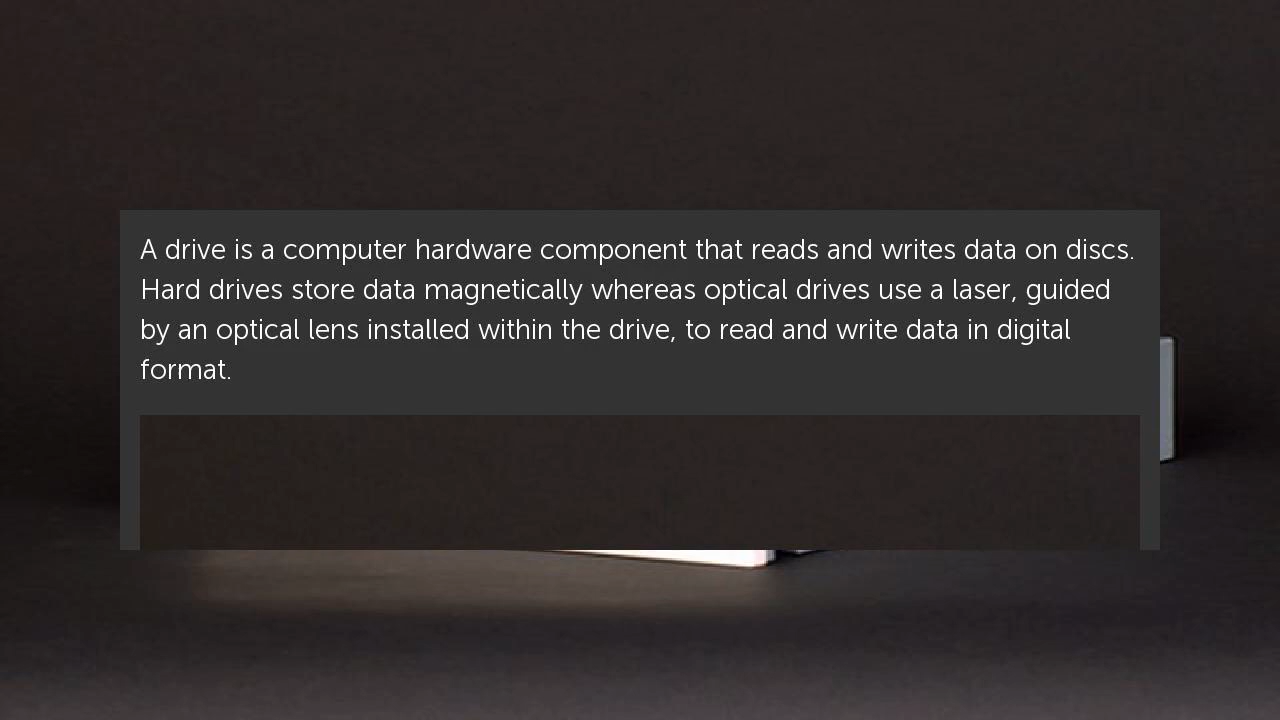 A drive is a computer hardware component that reads and writes data on discs.
Hard drives store data magnetically whereas optical drives use a laser, guided
by an optical lens installed within the drive, to read and write data in digital
format.